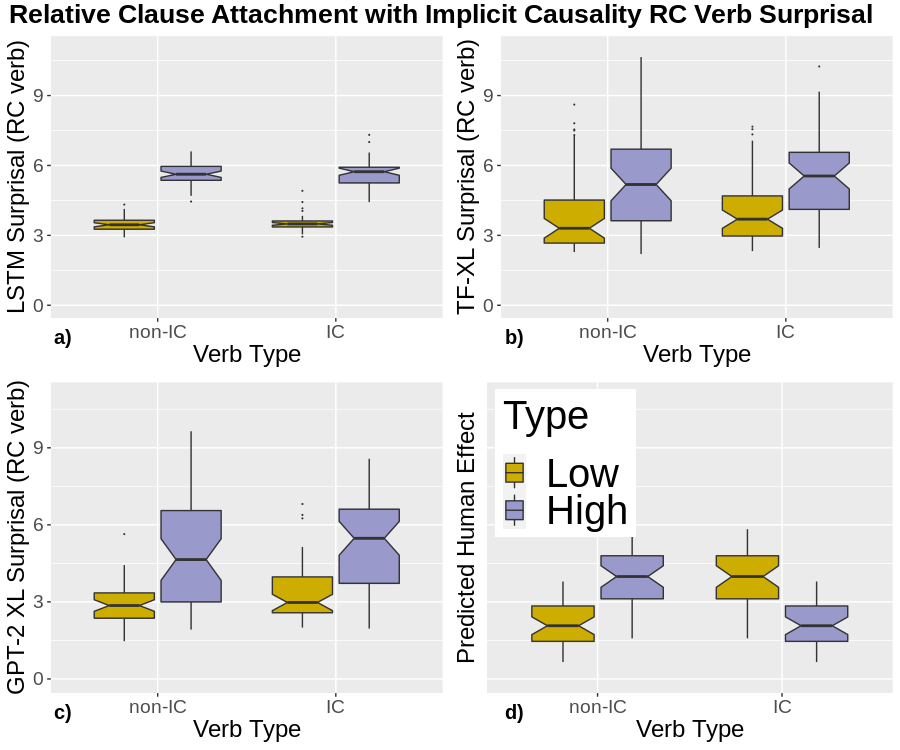 Relative Clause Attachment with Implicit Causality RC Verb Surprisal
LSTM Surprisal (RC verb)
9
6
3
0
non-IC IC
a)
Verb Type
TF-XL Surprisal (RC verb)
9
6
3
0
non-IC IC
b)
Verb Type
GPT-2 XL Surprisal (RC verb)
9
6
3
0
non-IC IC
c)
Verb Type
Predicted Human Effect
Type
Low
High
non-IC IC
d)
Verb Type